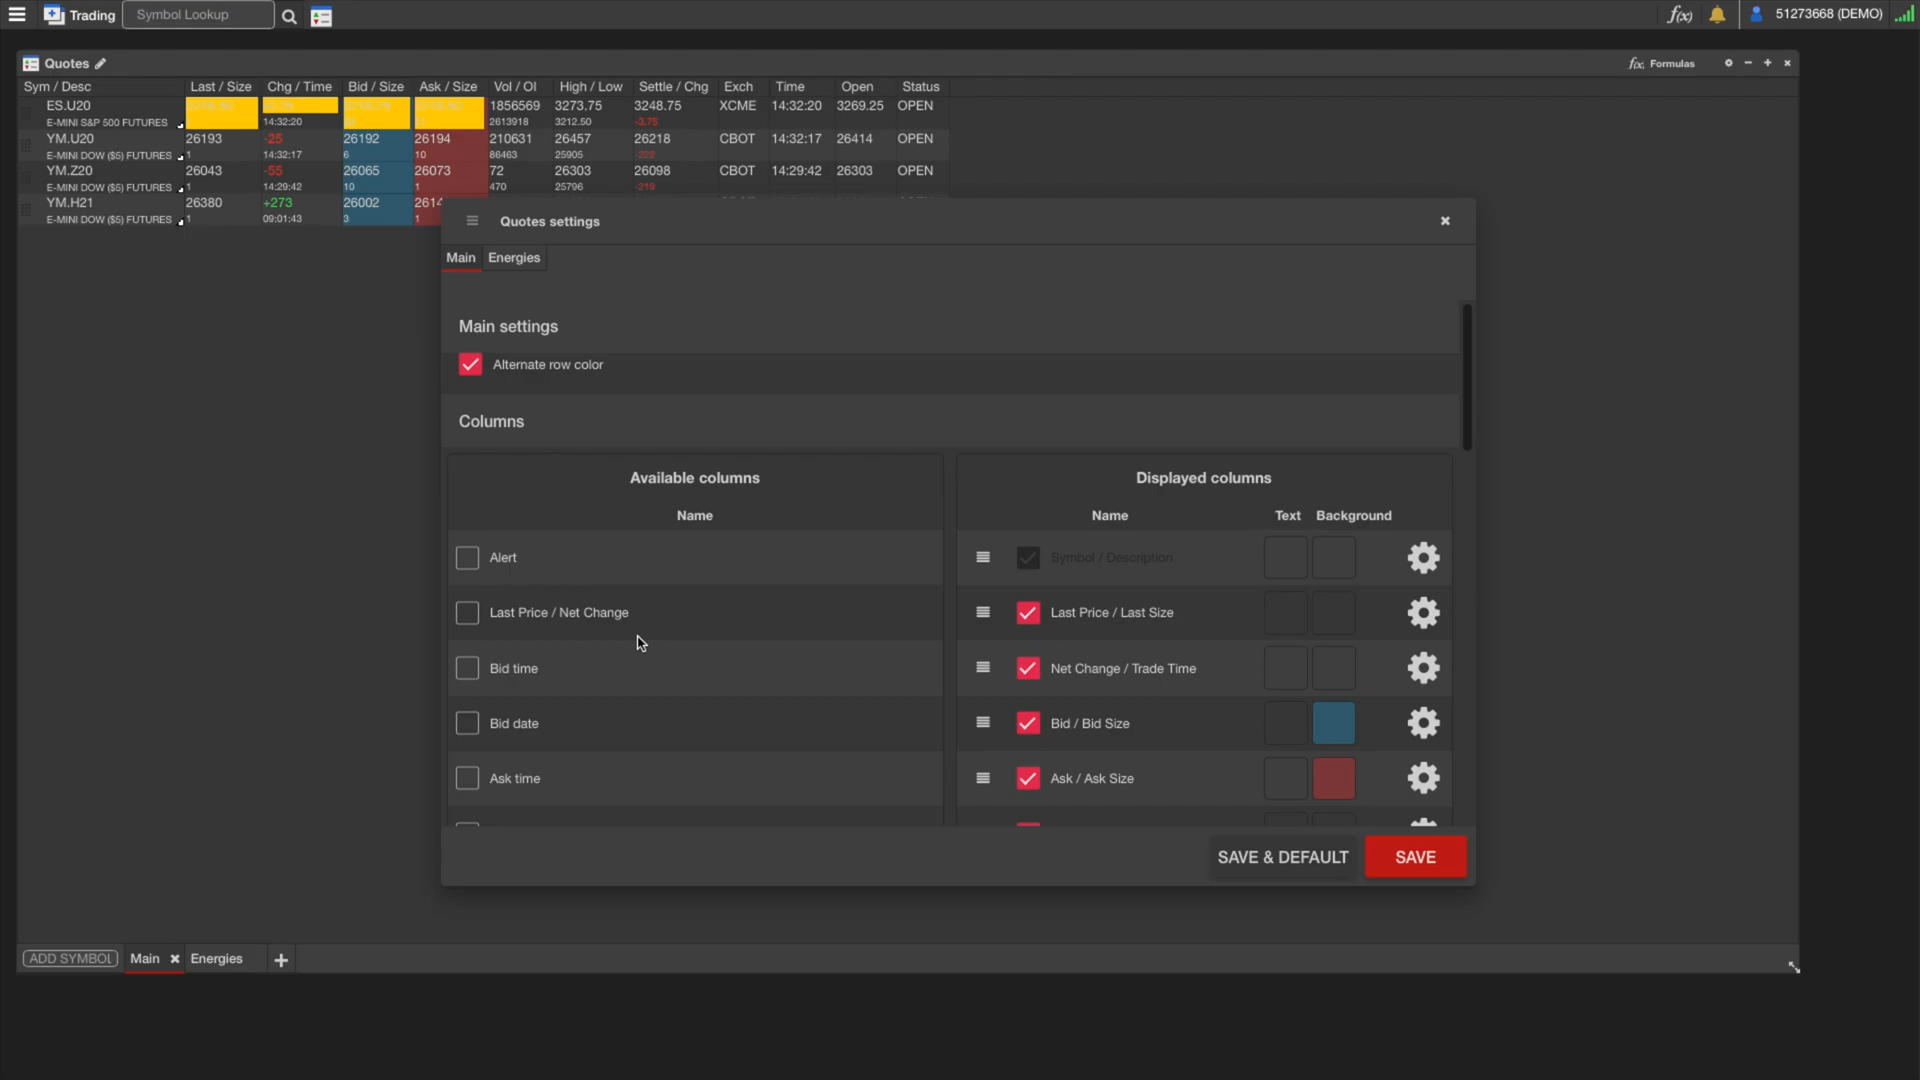 Trading Symbol Lookup f(x) 51273668 (DEMO)
Quotes f(x) Formulas
Sym / Desc Last / Size Chg / Time Bid / Size Ask / Size Vol / OI High / Low Settle / Chg Exch Time Open Status
ES.U20 1856569 3273.75 3248.75 XCME 14:32:20 3269.25 OPEN
E-MINI S&P 500 FUTURES 14:32:20 2613918 3212.50 -3.75
YM.U20 26193 -25 26192 26194 210631 26457 26218 CBOT 14:32:17 26414 OPEN
E-MINI DOW ($5) FUTURES 1 14:32:17 6 10 86463 25905 -222
YM.Z20 26043 -55 26065 26073 72 26303 26098 CBOT 14:29:42 26303 OPEN
E-MINI DOW ($5) FUTURES 1 14:29:42 10 1 470 25796 -219
YM.H21 26380 +273 26002 2614
E-MINI DOW ($5) FUTURES 1 09:01:43 3 1
Quotes settings
Main Energies
Main settings
Alternate row color
Columns
Available columns Displayed columns
Name Name Text Background
Alert Symbol / Description
Last Price / Net Change Last Price / Last Size
Bid time Net Change / Trade Time
Bid date Bid / Bid Size
Ask time Ask / Ask Size
SAVE & DEFAULT SAVE
ADD SYMBOL Main Energies